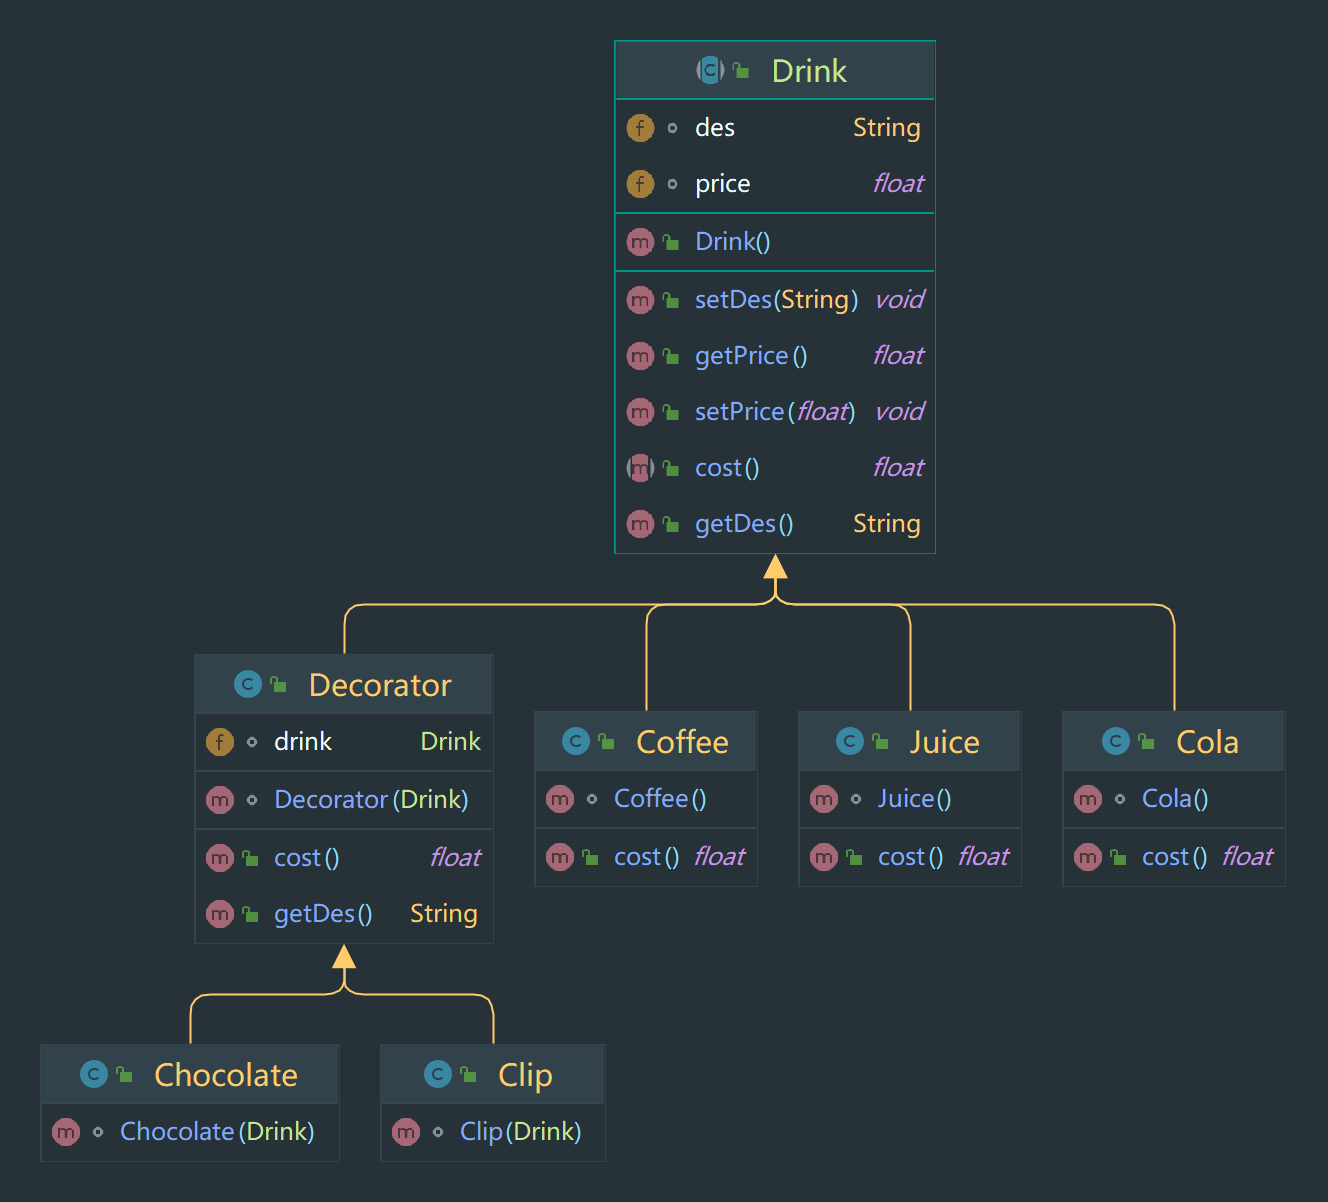 Drink
des String
price float
Drink()
setDes(String) void
getPrice() float
setPrice(float) void
cost() float
getDes() String
Decorator
drink Drink
Decorator(Drink)
cost() float
getDes() String
Coffee
Coffee()
cost() float
Juice
Juice()
cost() float
Cola
Cola()
cost() float
Chocolate
Chocolate(Drink)
Clip
Clip(Drink)